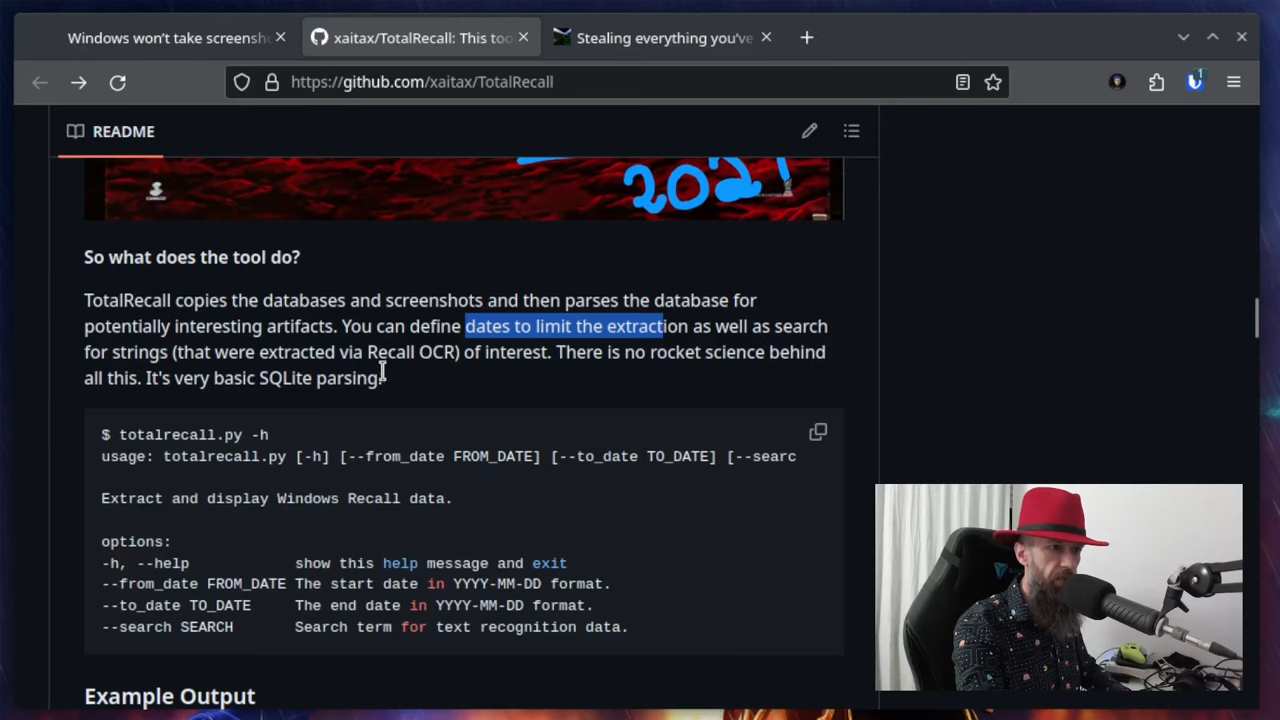 Windows won't take screensh
xaitax/TotalRecall: This too
Stealing everything you've
https://github.com/xaitax/TotalRecall
1
README
202
So what does the tool do?
TotalRecall copies the databases and screenshots and then parses the database for
potentially interesting artifacts. You can define dates to limit the extraction as well as search
for strings (that were extracted via Recall OCR) of interest. There is no rocket science behind
all this. It's very basic SQLite parsing.
$ totalrecall.py -h
usage: totalrecall.py [-h] [--from_date FROM_DATE] [--to_date TO_DATE] [--searc
Extract and display Windows Recall data.
options:
-h, --help show this help message and exit
--from_date FROM_DATE The start date in YYYY-MM-DD format.
--to_date TO_DATE The end date in YYYY-MM-DD format.
--search SEARCH Search term for text recognition data.
Example Output